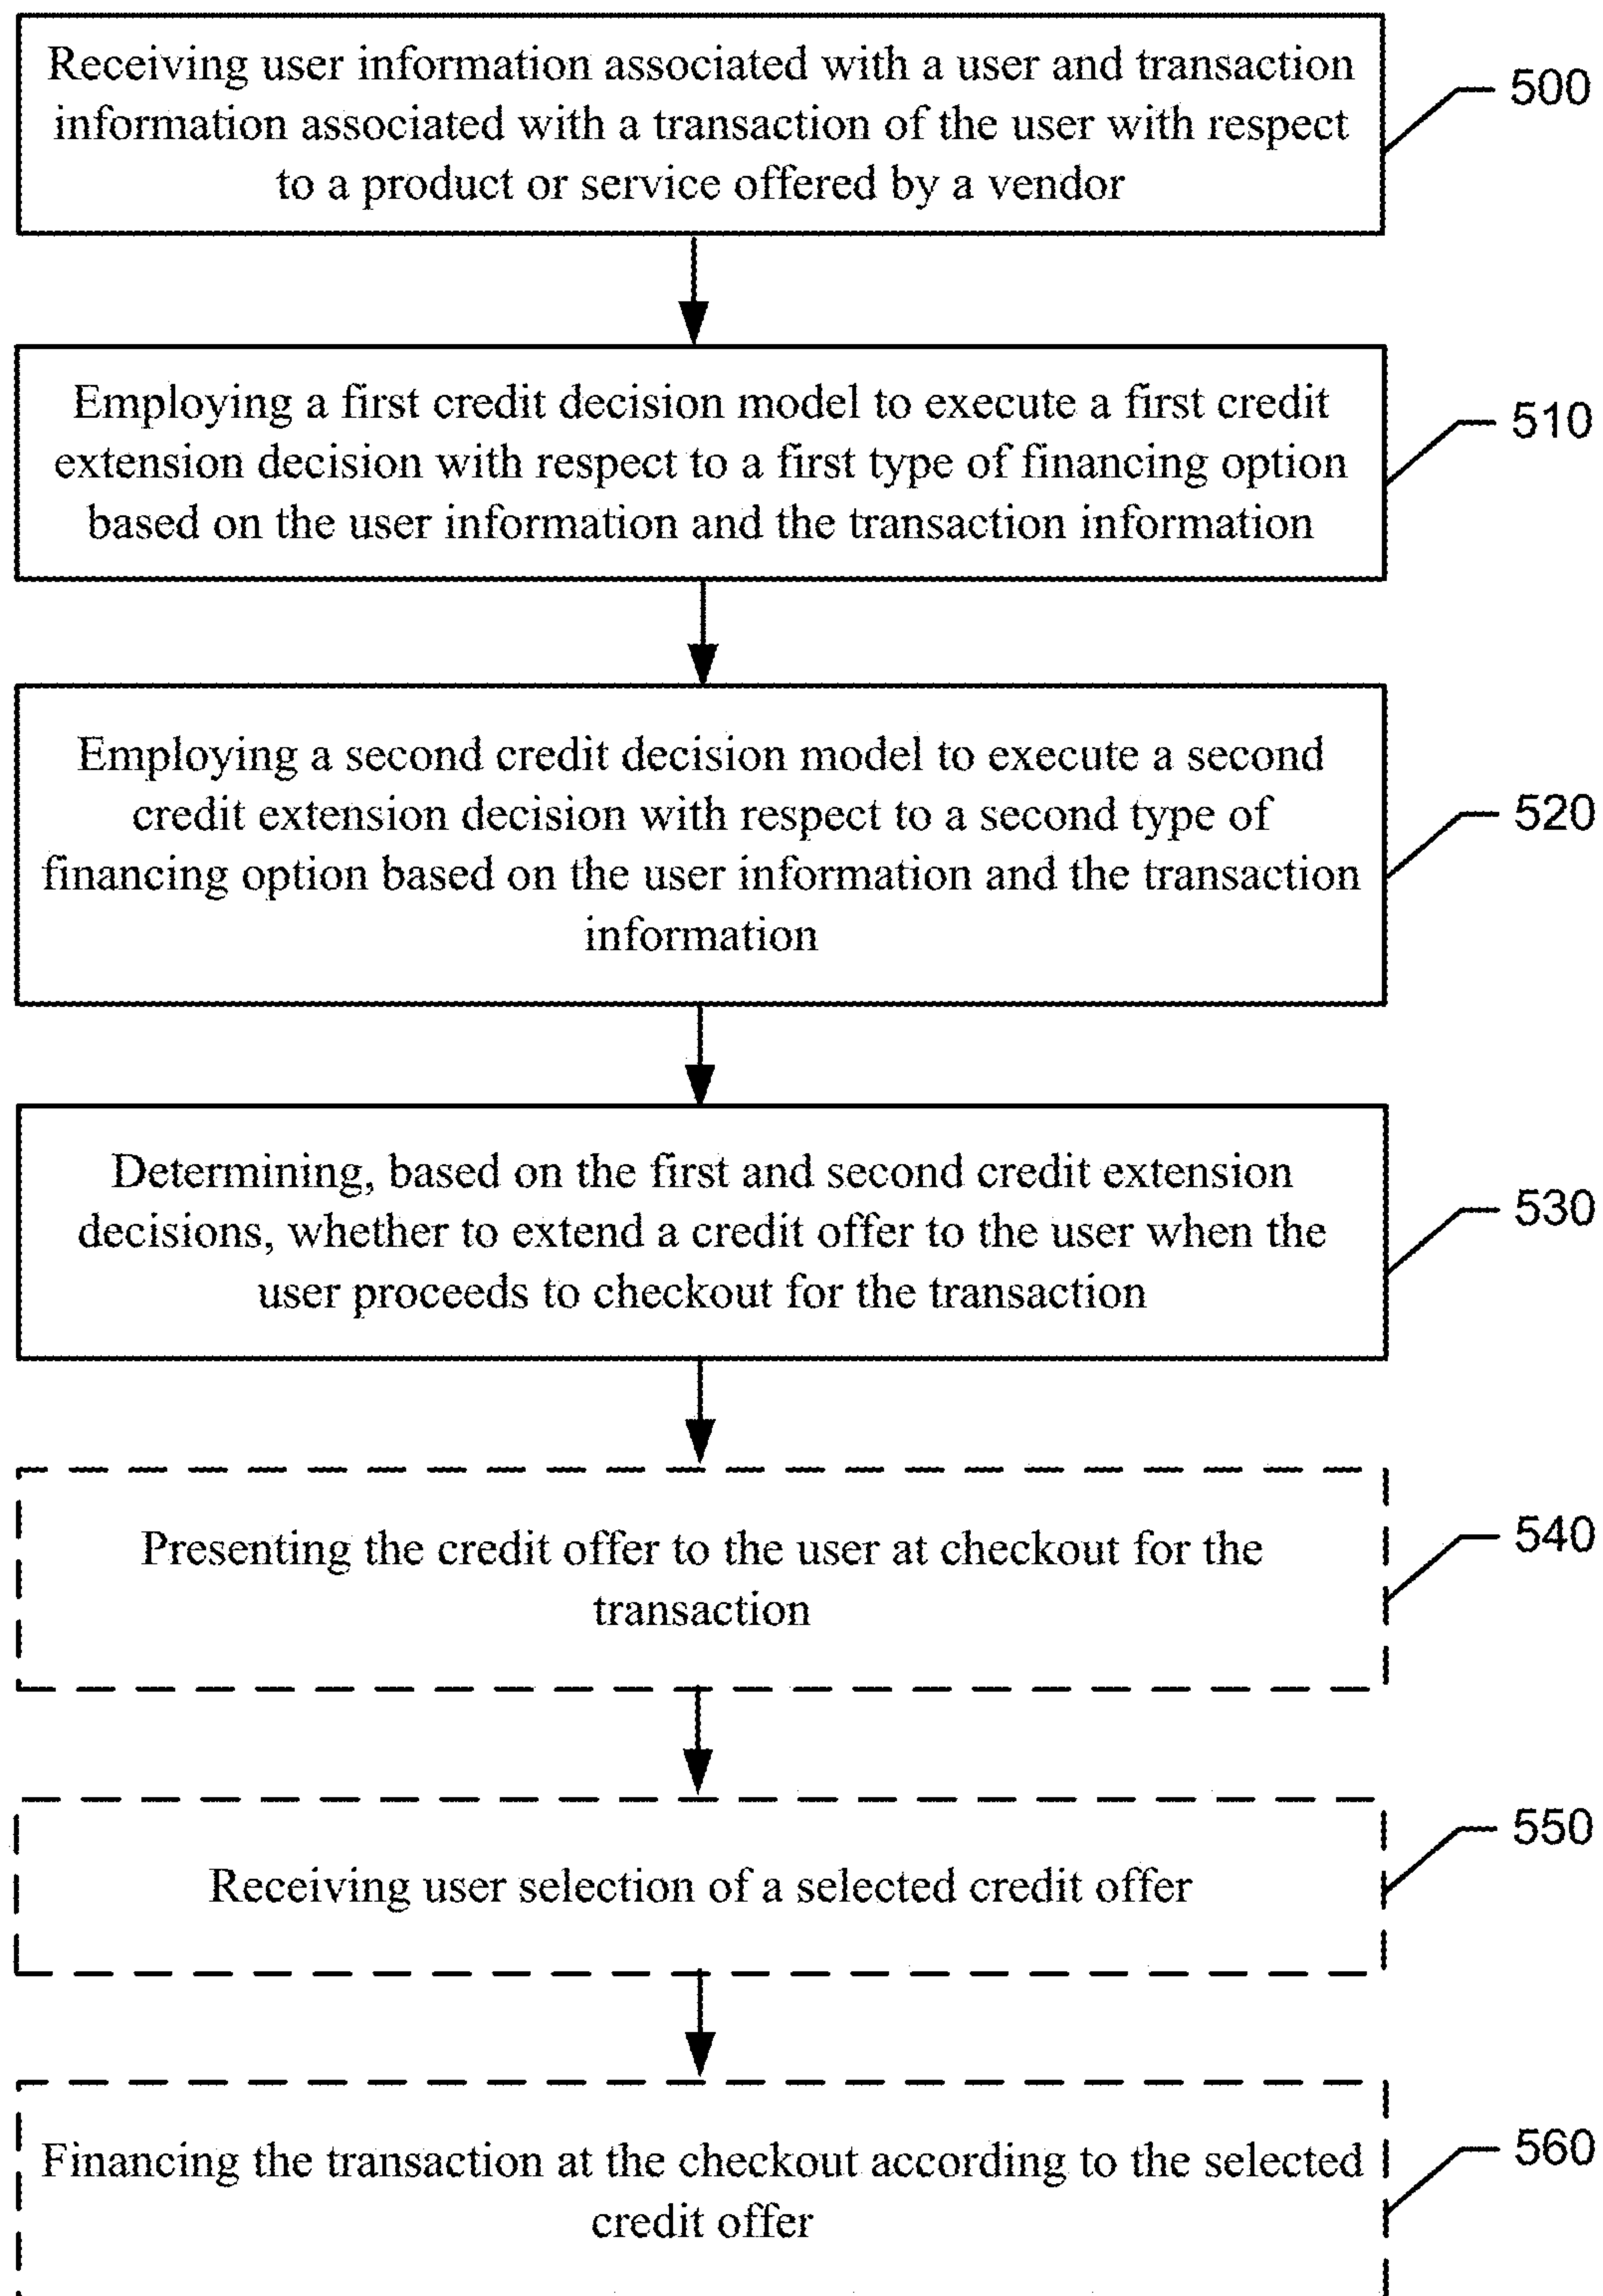 Receiving user information associated with a user and transaction
information associated with a transaction of the user with respect
to a product or service offered by a vendor
500
Employing a first credit decision model to execute a first credit
extension decision with respect to a first type of financing option
based on the user information and the transaction information
510
Employing a second credit decision model to execute a second
credit extension decision with respect to a second type of
financing option based on the user information and the transaction
information
520
Determining, based on the first and second credit extension
decisions, whether to extend a credit offer to the user when the
user proceeds to checkout for the transaction
530
Presenting the credit offer to the user at checkout for the
transaction
540
Receiving user selection of a selected credit offer
550
Financing the transaction at the checkout according to the selected
credit offer
560